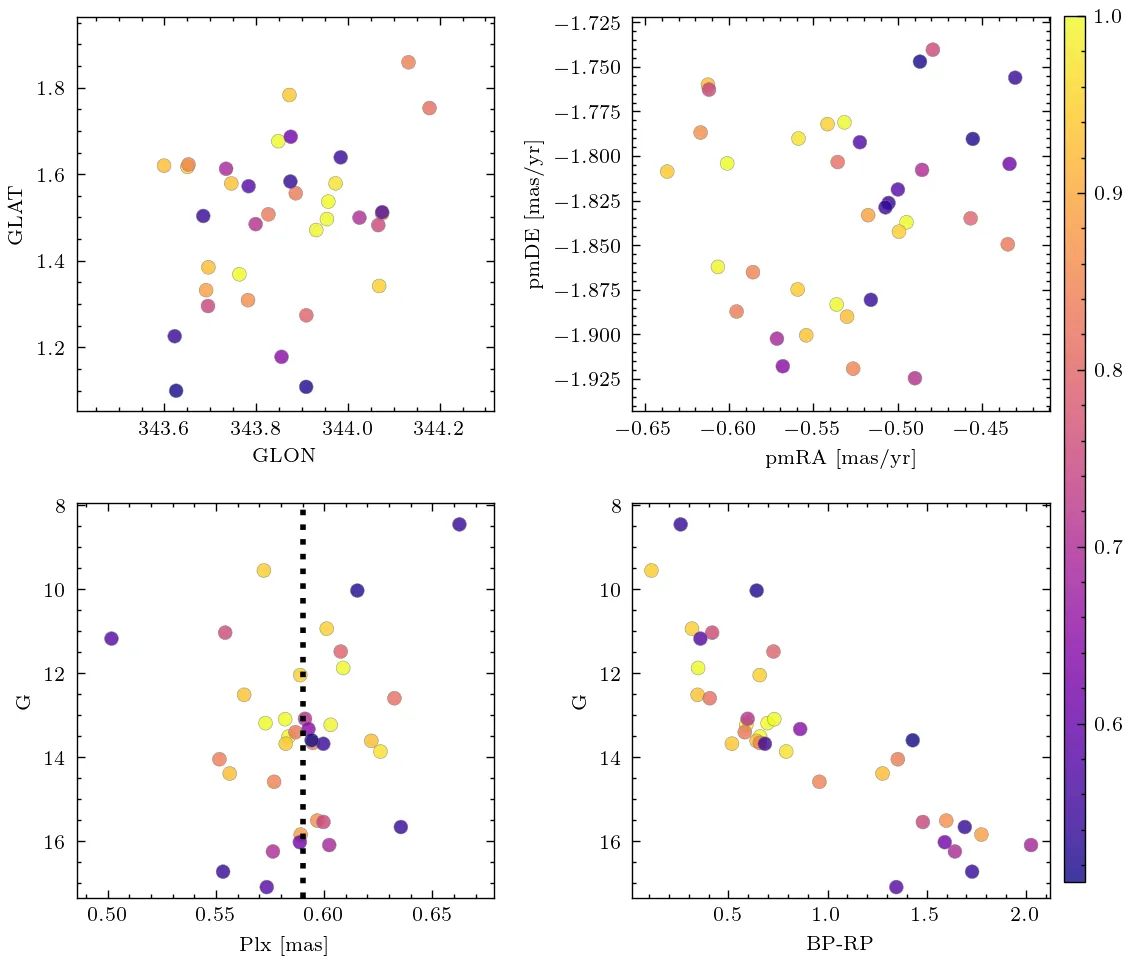 1.8
1.6
1.4
1.2
GLAT
343.6 343.8 344.0 344.2
GLON
−1.725
−1.750
−1.775
−1.800
−1.825
−1.850
−1.875
−1.900
−1.925
pmDE [mas/yr]
−0.65 −0.60 −0.55 −0.50 −0.45
pmRA [mas/yr]
8
10
12
14
16
G
0.50 0.55 0.60 0.65
Plx [mas]
8
10
12
14
16
G
0.5 1.0 1.5 2.0
BP-RP
1.0
0.9
0.8
0.7
0.6